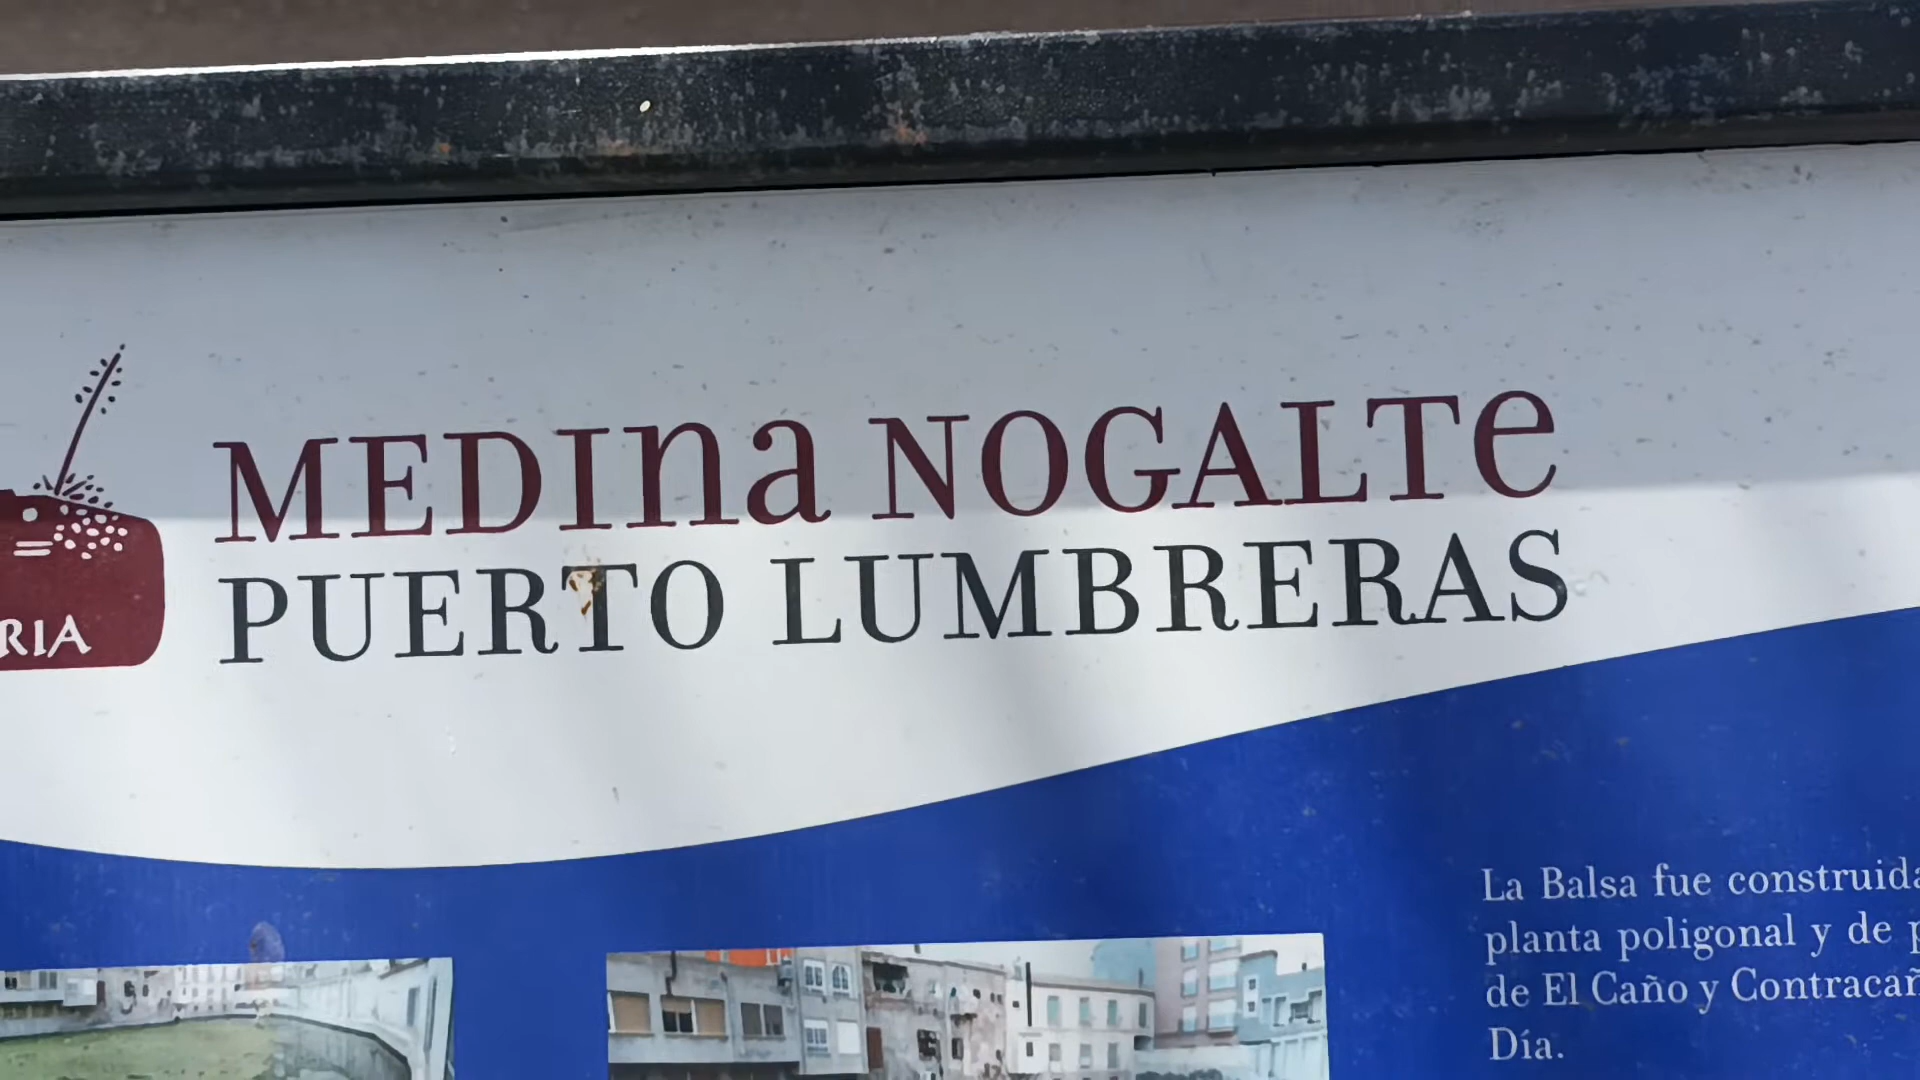 MEDINA NOGALTE
PUERTO LUMBRERAS
RIA
La Balsa fue construida
planta poligonal y de
de El Caño y Contracañ
Día.